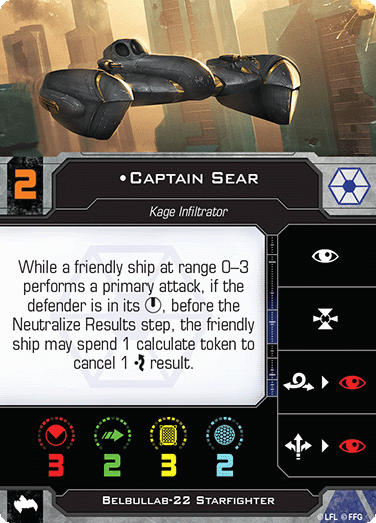 2
•Captain Sear
Kage Infiltrator
While a friendly ship at range 0–3
performs a primary attack, if the
defender is in its , before the
Neutralize Results step, the friendly
ship may spend 1 calculate token to
cancel 1 result.
3 2 3 2
Belbullab-22 Starfighter
© LFL © FFG